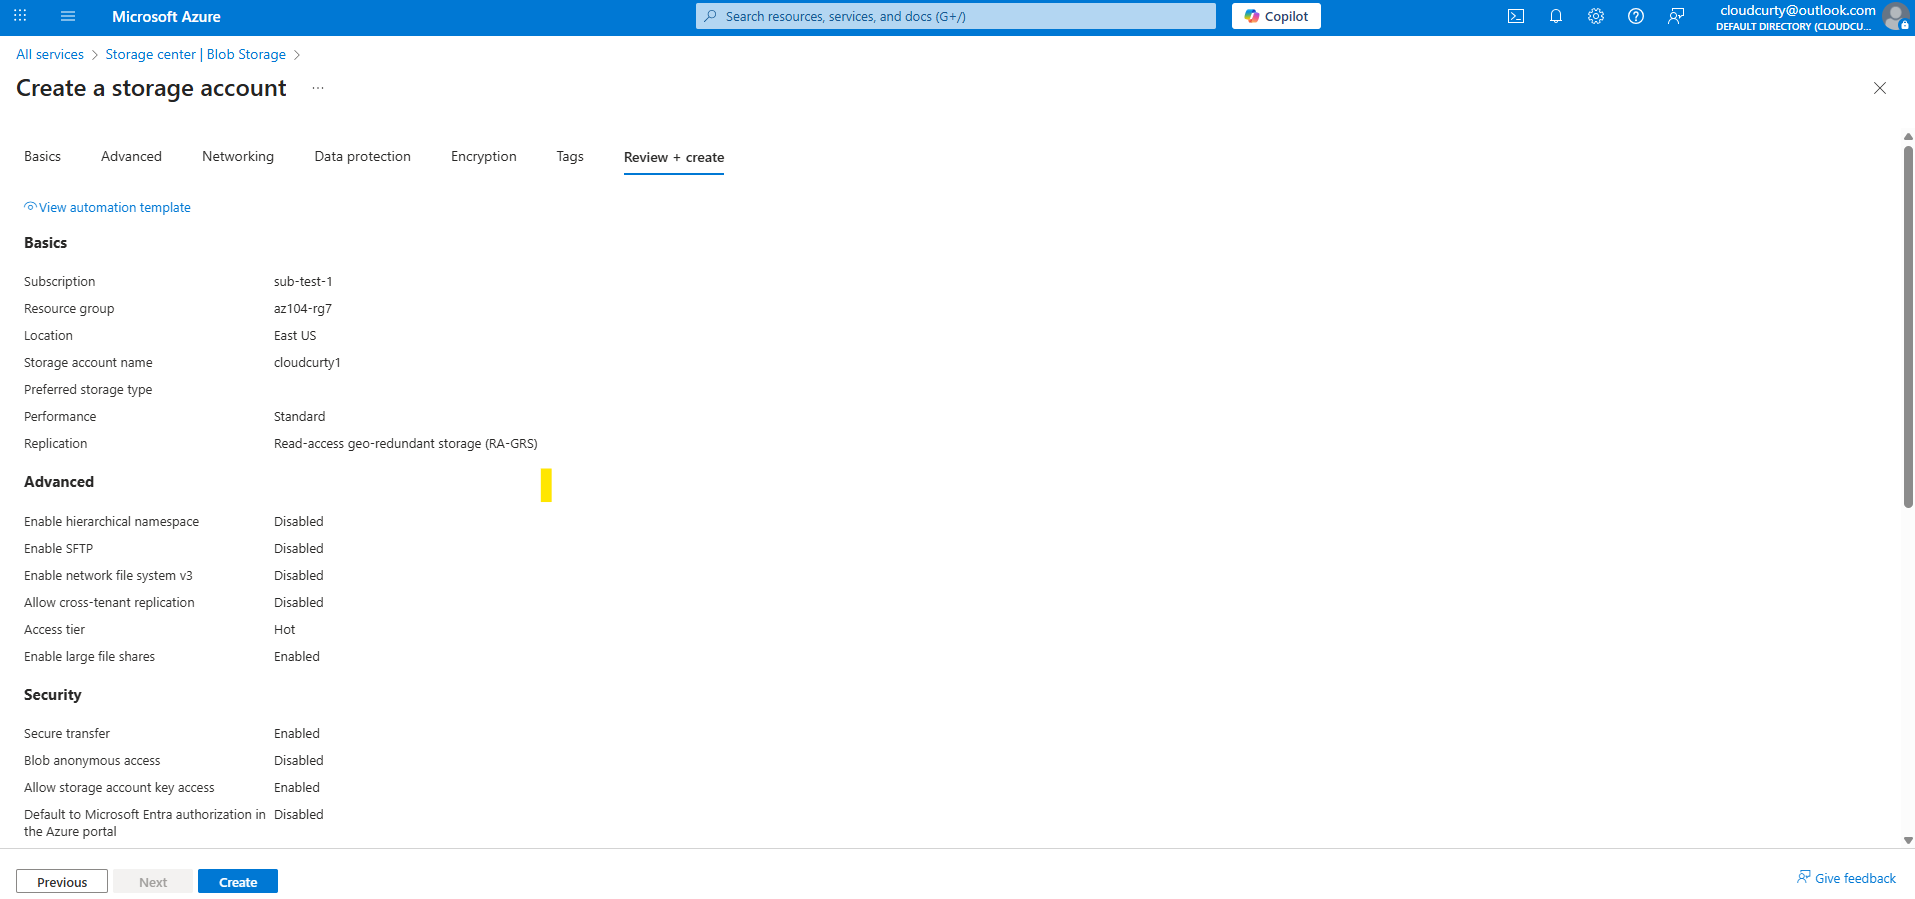 Microsoft Azure
Search resources, services, and docs (G+/)
Copilot
cloudcurty@outlook.com
DEFAULT DIRECTORY (CLOUDCU...
All services > Storage center | Blob Storage >
Create a storage account ...
Basics Advanced Networking Data protection Encryption Tags Review + create
View automation template
Basics
Subscription sub-test-1
Resource group az104-rg7
Location East US
Storage account name cloudcurty1
Preferred storage type
Performance Standard
Replication Read-access geo-redundant storage (RA-GRS)
Advanced
Enable hierarchical namespace Disabled
Enable SFTP Disabled
Enable network file system v3 Disabled
Allow cross-tenant replication Disabled
Access tier Hot
Enable large file shares Enabled
Security
Secure transfer Enabled
Blob anonymous access Disabled
Allow storage account key access Enabled
Default to Microsoft Entra authorization in Disabled
the Azure portal
Previous Next Create
Give feedback